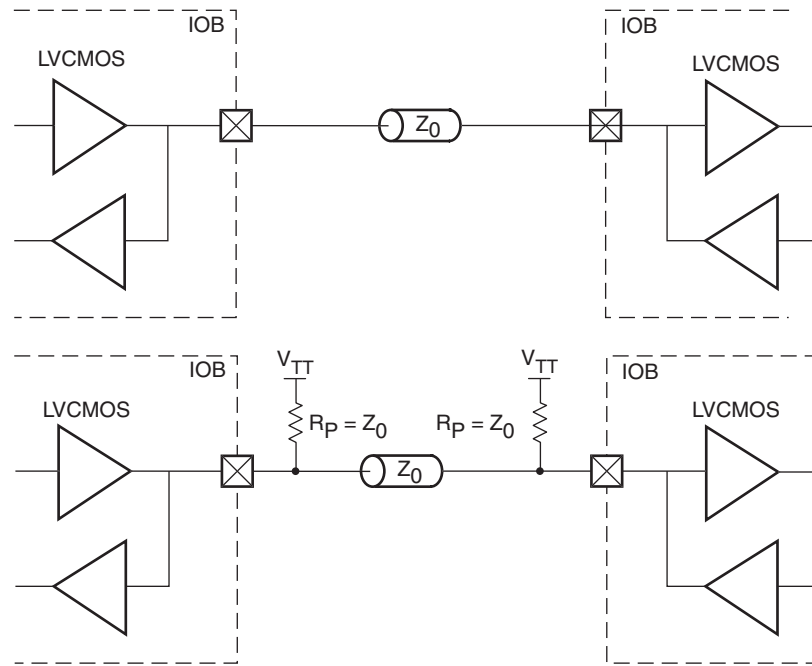 IOB
IOB
LVCMOS
LVCMOS
Z0
IOB
VTT
VTT
IOB
LVCMOS
RP = Z0
RP = Z0
LVCMOS
Z0